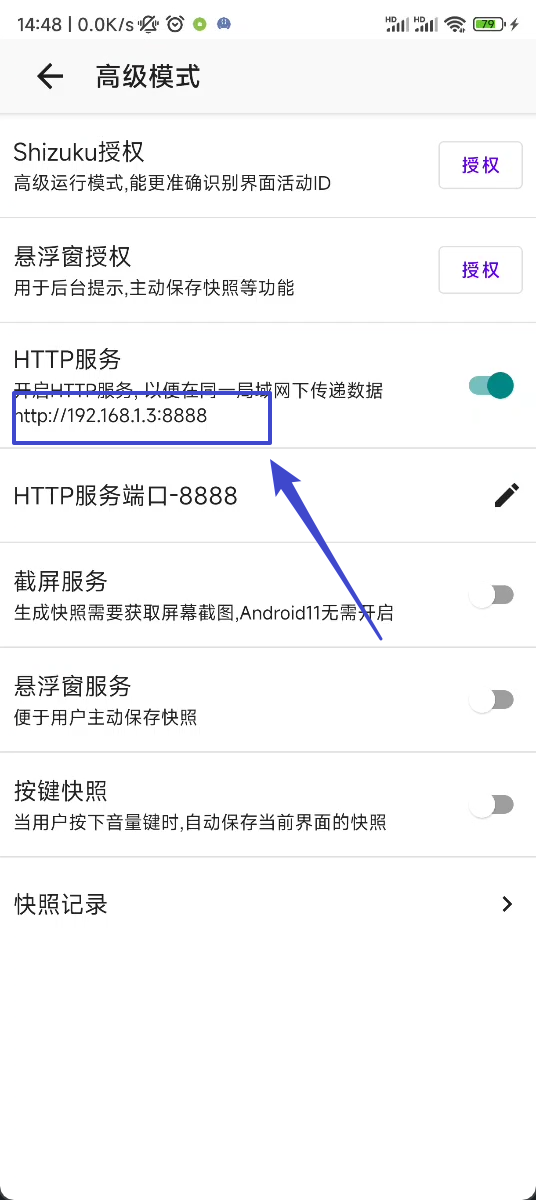 14:48 | 0.0K/s
HD HD 79
高级模式
Shizuku授权
高级运行模式,能更准确识别界面活动ID
授权
悬浮窗授权
用于后台提示,主动保存快照等功能
授权
HTTP服务
开启HTTP服务, 以便在同一局域网下传递数据
http://192.168.1.3:8888
HTTP服务端口-8888
截屏服务
生成快照需要获取屏幕截图,Android11无需开启
悬浮窗服务
便于用户主动保存快照
按键快照
当用户按下音量键时,自动保存当前界面的快照
快照记录